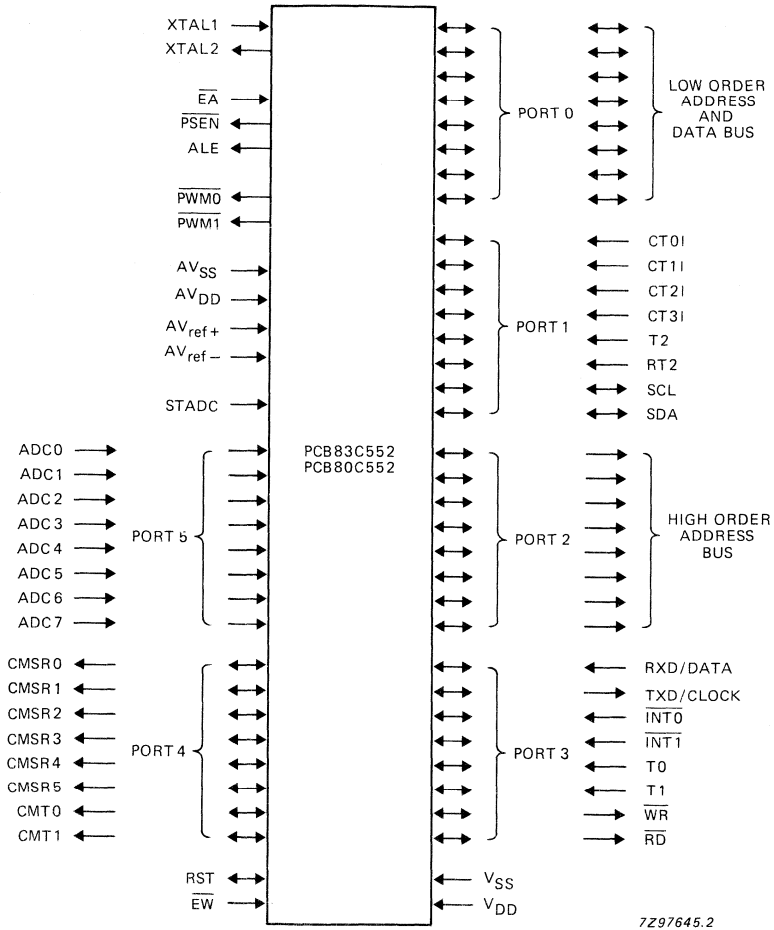 XTAL1
XTAL2
EA
PSEN
ALE
PWM0
PWM1
AVSS
AVDD
AVref+
AVref−
STADC
ADC0
ADC1
ADC2
ADC3
ADC4
ADC5
ADC6
ADC7
PORT 5
CMSR0
CMSR1
CMSR2
CMSR3
CMSR4
CMSR5
CMT0
CMT1
PORT 4
RST
EW
PCB83C552
PCB80C552
PORT 0
LOW ORDER
ADDRESS
AND
DATA BUS
PORT 1
CT0I
CT1I
CT2I
CT3I
T2
RT2
SCL
SDA
PORT 2
HIGH ORDER
ADDRESS
BUS
PORT 3
RXD/DATA
TXD/CLOCK
INT0
INT1
T0
T1
WR
RD
VSS
VDD
7Z97645.2